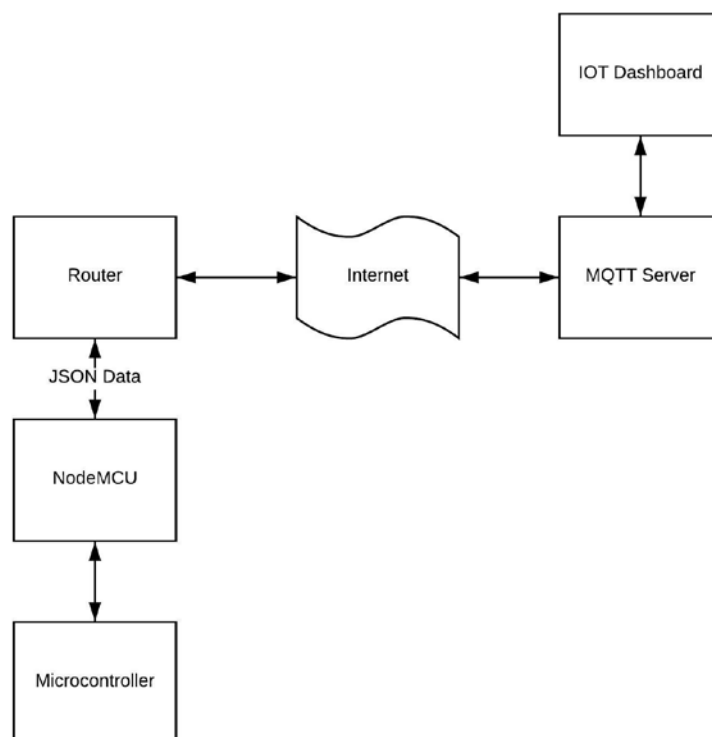 IOT Dashboard
Router
Internet
MQTT Server
JSON Data
NodeMCU
Microcontroller